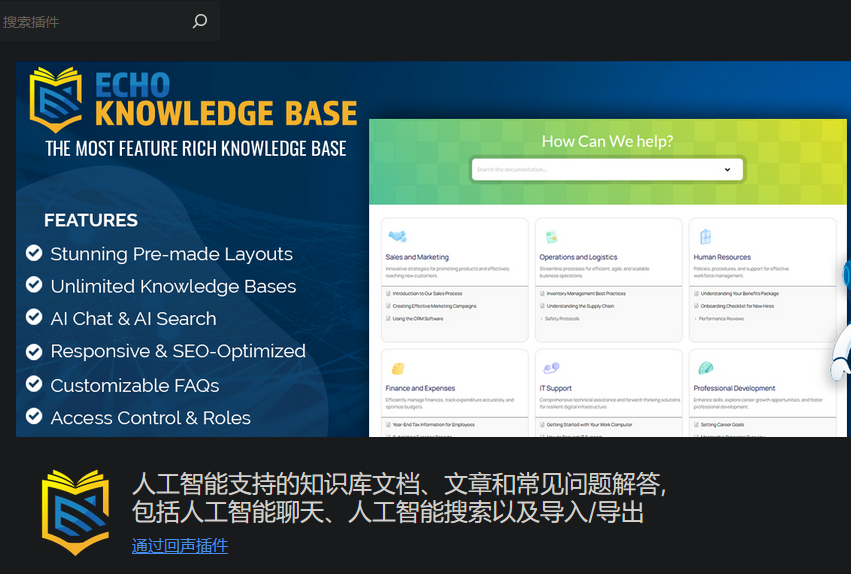 搜索插件
ECHO
KNOWLEDGE BASE
THE MOST FEATURE RICH KNOWLEDGE BASE
FEATURES
Stunning Pre-made Layouts
Unlimited Knowledge Bases
AI Chat & AI Search
Responsive & SEO-Optimized
Customizable FAQs
Access Control & Roles
How Can We help?
Search the documentation...
Sales and Marketing
Innovative strategies for promoting products and effectively
reaching new customers.
Introduction to Our Sales Process
Creating Effective Marketing Campaigns
Using the CRM Software
Operations and Logistics
Streamline processes for efficient, agile, and scalable
business operations.
Inventory Management Best Practices
Understanding the Supply Chain
Safety Protocols
Human Resources
Policies, procedures, and support for effective
workforce management.
Understanding Your Benefits Package
Onboarding Checklist for New Hires
Performance Reviews
Finance and Expenses
Efficiently manage finances, track expenditure accurately, and
optimize budgets.
Year-End Tax Information for Employees
IT Support
Comprehensive technical assistance and forward-thinking solutions
for resilient digital infrastructure.
Getting Started with Your Work Computer
Professional Development
Enhance skills, explore career growth opportunities, and foster
professional development.
Setting Career Goals
人工智能支持的知识库文档、文章和常见问题解答,
包括人工智能聊天、人工智能搜索以及导入/导出
通过回声插件